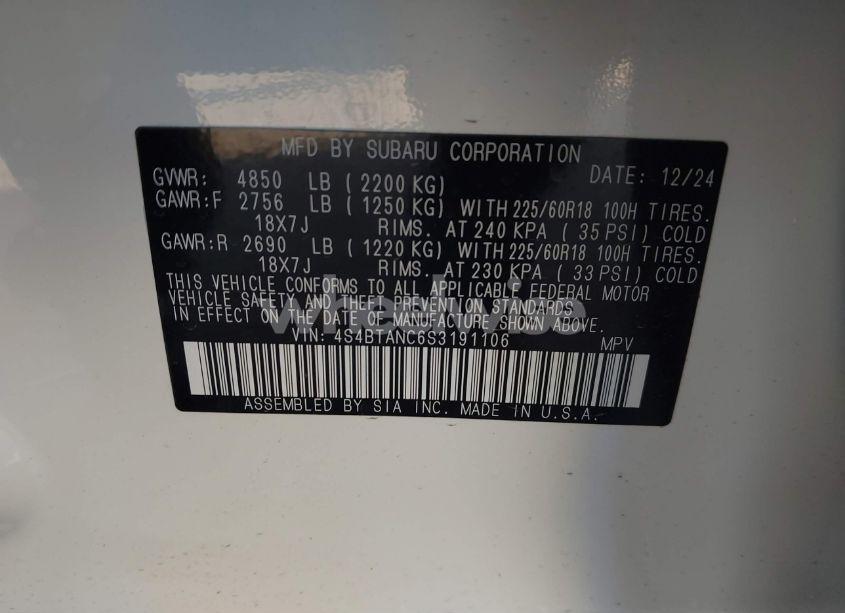 MFD BY SUBARU CORPORATION DATE: 12/24
GVWR: 4850 LB ( 2200 KG)
GAWR:F 2756 LB ( 1250 KG) WITH 225/60R18 100H TIRES.
18X7J RIMS. AT 240 KPA ( 35 PSI) COLD
GAWR:R 2690 LB ( 1220 KG) WITH 225/60R18 100H TIRES.
18X7J RIMS. AT 230 KPA ( 33 PSI) COLD
THIS VEHICLE CONFORMS TO ALL APPLICABLE FEDERAL MOTOR
VEHICLE SAFETY AND THEFT PREVENTION STANDARDS
IN EFFECT ON THE DATE OF MANUFACTURE SHOWN ABOVE.
wheelwise
VIN: 4S4BTANC6S3191106 MPV
ASSEMBLED BY SIA INC. MADE IN U.S.A.